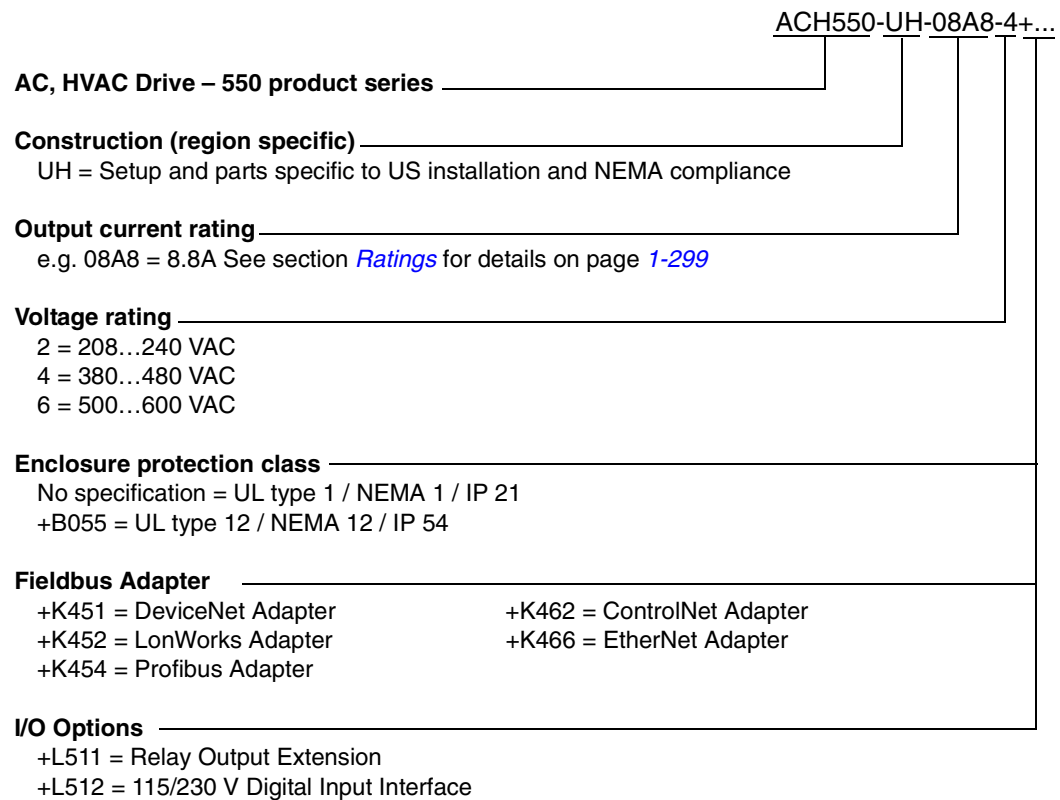 ACH550-UH-08A8-4+...
AC, HVAC Drive – 550 product series
Construction (region specific)
UH = Setup and parts specific to US installation and NEMA compliance
Output current rating
e.g. 08A8 = 8.8A See section Ratings for details on page 1-299
Voltage rating
2 = 208…240 VAC
4 = 380…480 VAC
6 = 500…600 VAC
Enclosure protection class
No specification = UL type 1 / NEMA 1 / IP 21
+B055 = UL type 12 / NEMA 12 / IP 54
Fieldbus Adapter
+K451 = DeviceNet Adapter +K462 = ControlNet Adapter
+K452 = LonWorks Adapter +K466 = EtherNet Adapter
+K454 = Profibus Adapter
I/O Options
+L511 = Relay Output Extension
+L512 = 115/230 V Digital Input Interface